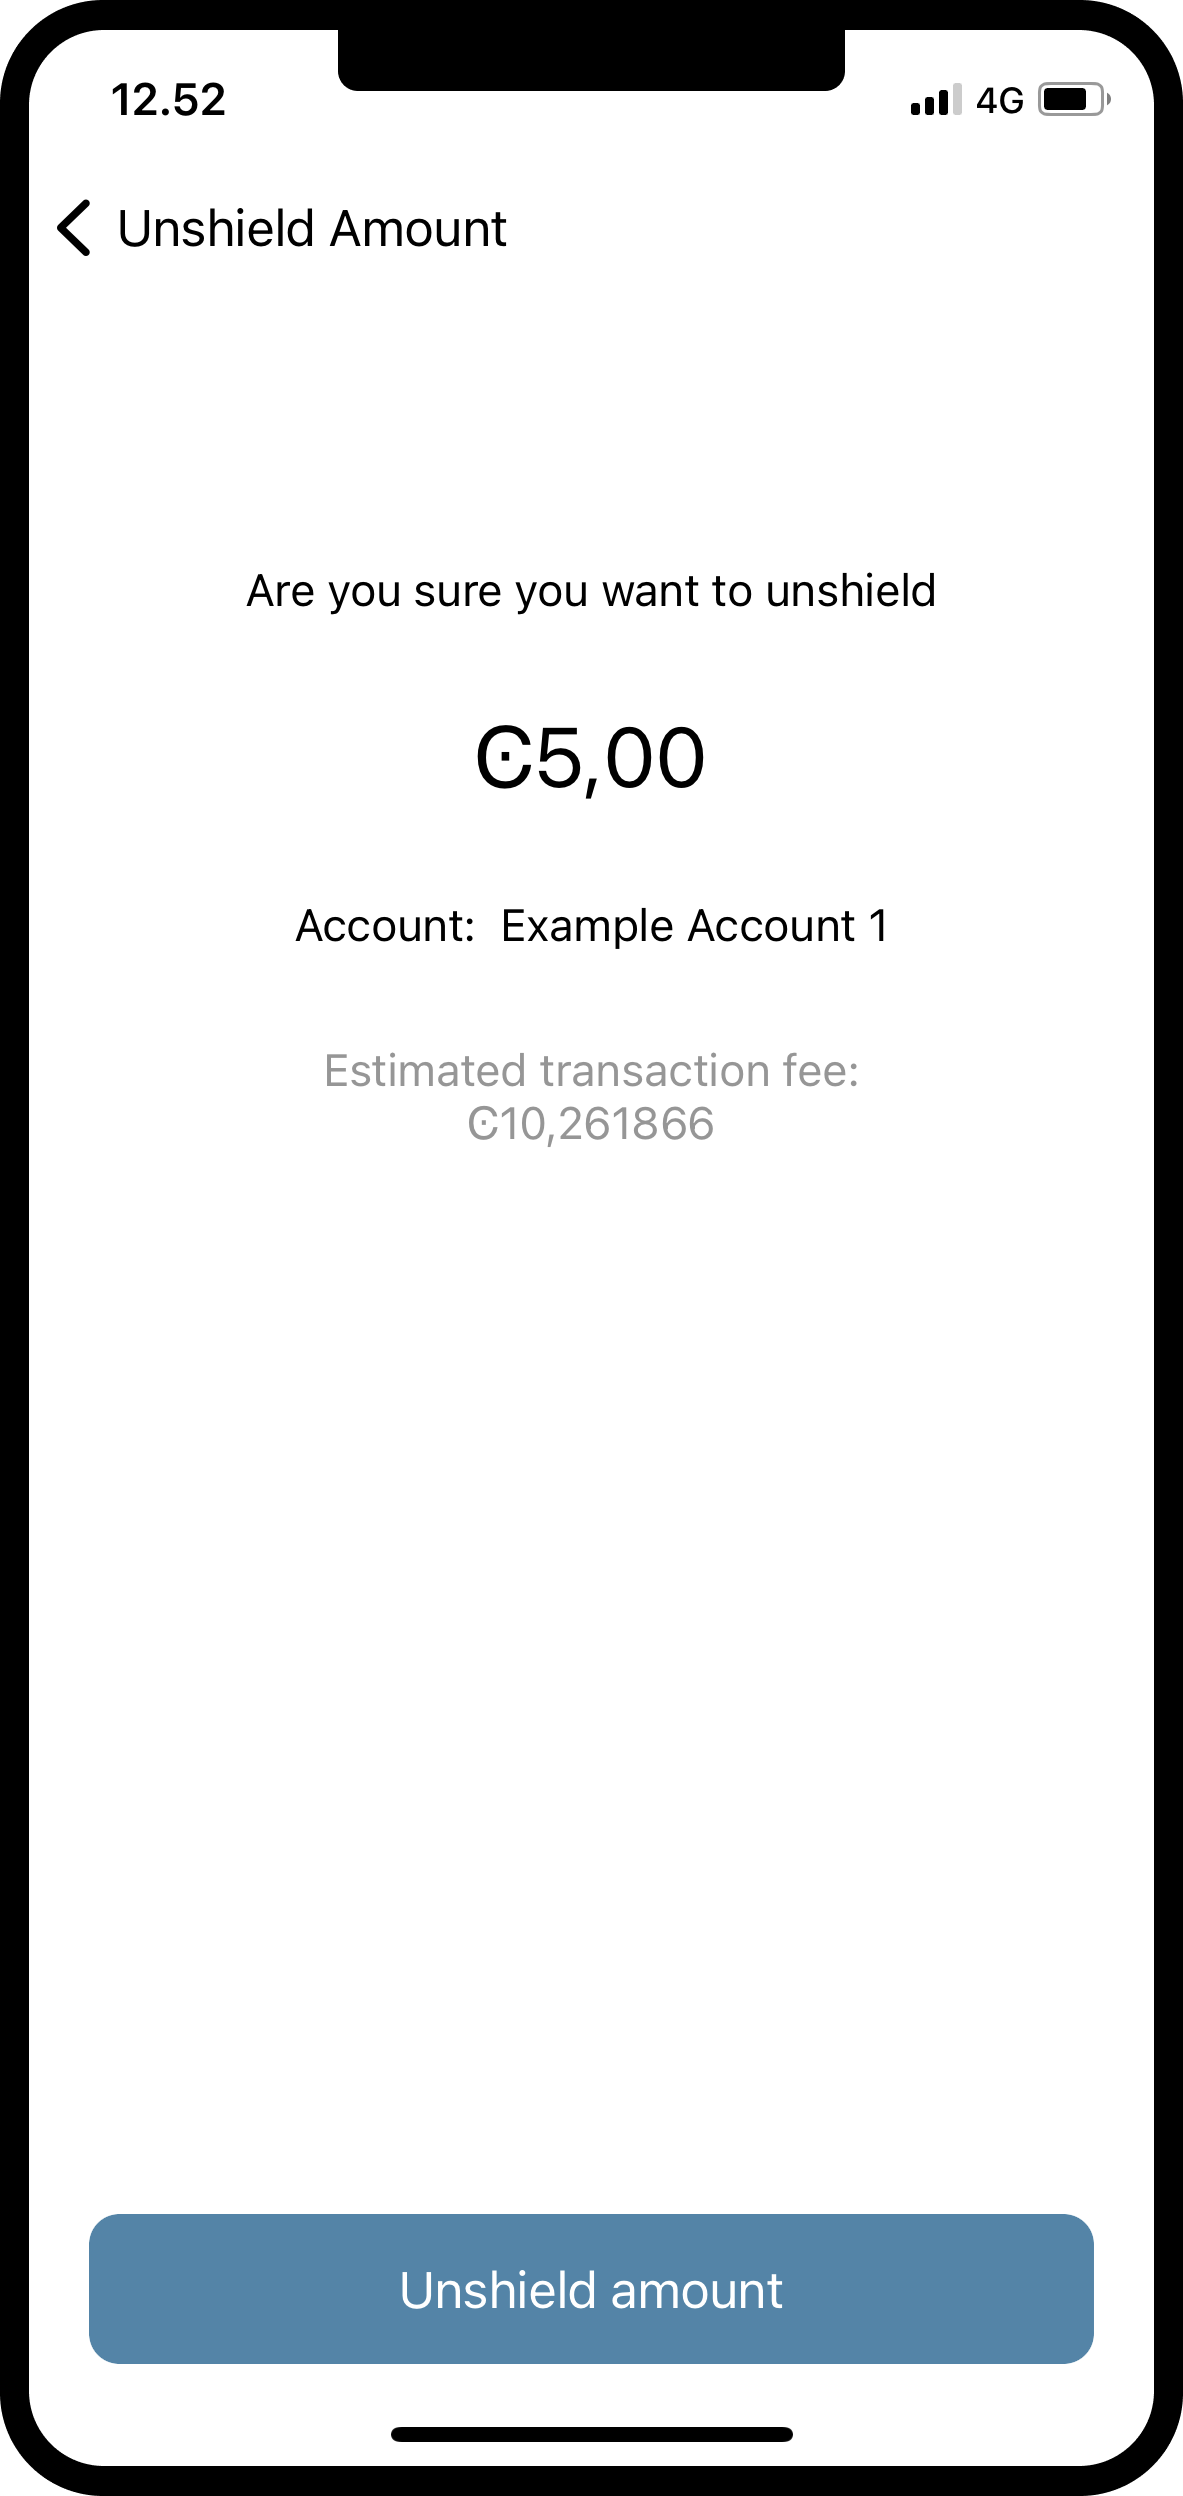 12.52
4G
Unshield Amount
Are you sure you want to unshield
Ͼ5,00
Account: Example Account 1
Estimated transaction fee:
Ͼ10,261866
Unshield amount